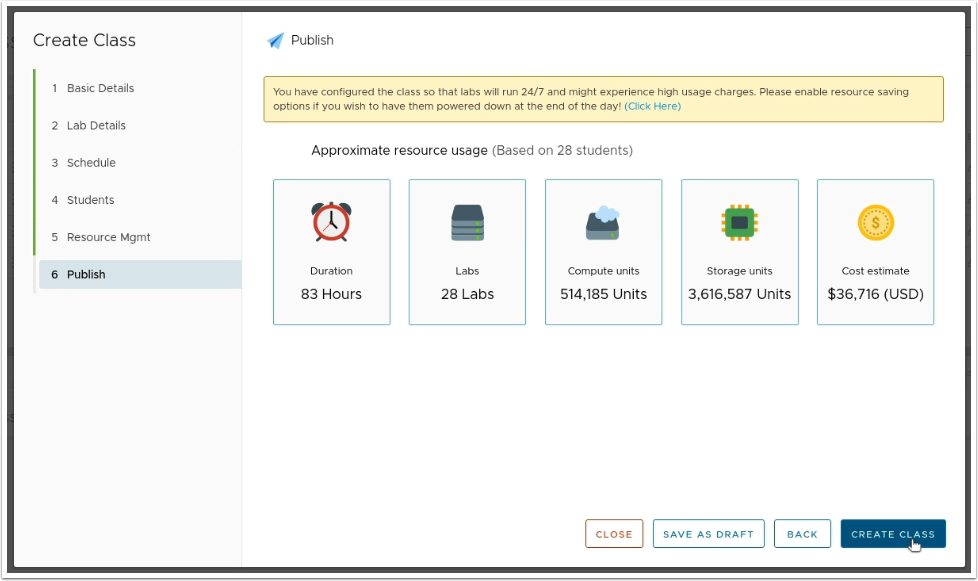 Create Class
1 Basic Details
2 Lab Details
3 Schedule
4 Students
5 Resource Mgmt
6 Publish
Publish
You have configured the class so that labs will run 24/7 and might experience high usage charges. Please enable resource saving
options if you wish to have them powered down at the end of the day! (Click Here)
Approximate resource usage (Based on 28 students)
Duration
83 Hours
Labs
28 Labs
Compute units
514,185 Units
Storage units
3,616,587 Units
$
Cost estimate
$36,716 (USD)
CLOSE
SAVE AS DRAFT
BACK
CREATE CLASS